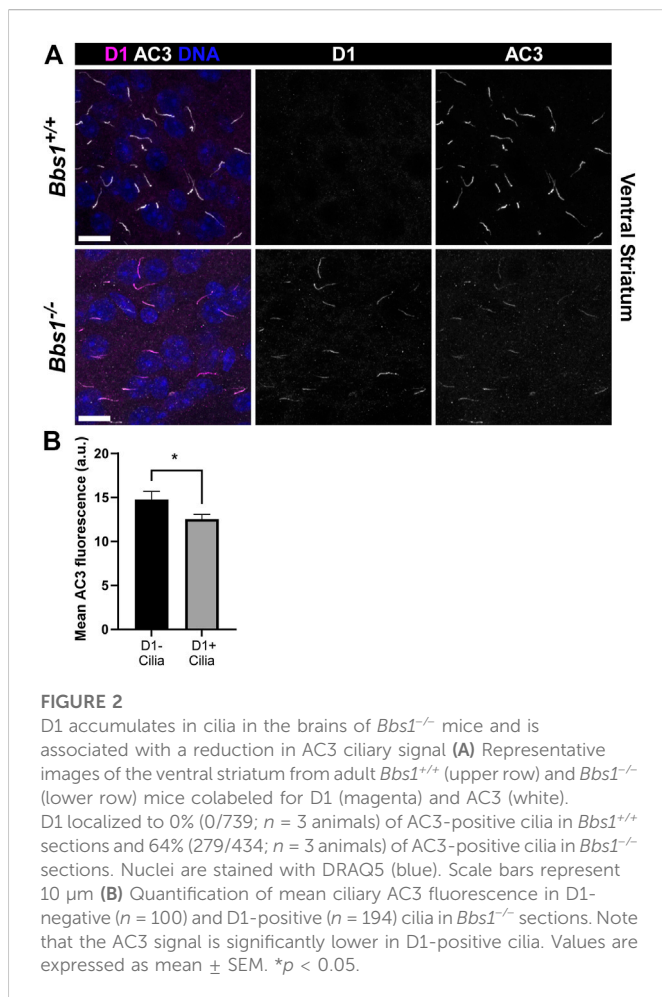 A
D1 AC3 DNA
D1
AC3
Bbs1+/+
Bbs1-/-
Ventral Striatum
B
Mean AC3 fluorescence (a.u.)
20
15
10
5
0
*
D1-
Cilia
D1+
Cilia
FIGURE 2
D1 accumulates in cilia in the brains of Bbs1−/− mice and is
associated with a reduction in AC3 ciliary signal (A) Representative
images of the ventral striatum from adult Bbs1+/+ (upper row) and Bbs1−/−
(lower row) mice colabeled for D1 (magenta) and AC3 (white).
D1 localized to 0% (0/739; n = 3 animals) of AC3-positive cilia in Bbs1+/+
sections and 64% (279/434; n = 3 animals) of AC3-positive cilia in Bbs1−/−
sections. Nuclei are stained with DRAQ5 (blue). Scale bars represent
10 μm (B) Quantification of mean ciliary AC3 fluorescence in D1-
negative (n = 100) and D1-positive (n = 194) cilia in Bbs1−/− sections. Note
that the AC3 signal is significantly lower in D1-positive cilia. Values are
expressed as mean ± SEM. *p < 0.05.